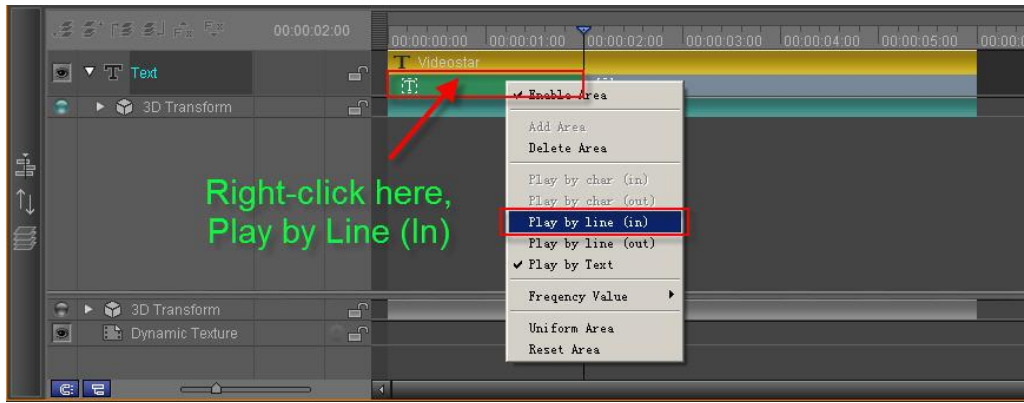 00:00:02:00
00:00:00:00 00:00:01:00 00:00:02:00 00:00:03:00 00:00:04:00 00:00:05:00
T Videostar
T Text
[T]
3D Transform
Right-click here,
Play by Line (In)
Enable Area
Add Area
Delete Area
Play by char (in)
Play by char (out)
Play by line (in)
Play by line (out)
Play by Text
Freqency Value
Uniform Area
Reset Area
3D Transform
Dynamic Texture